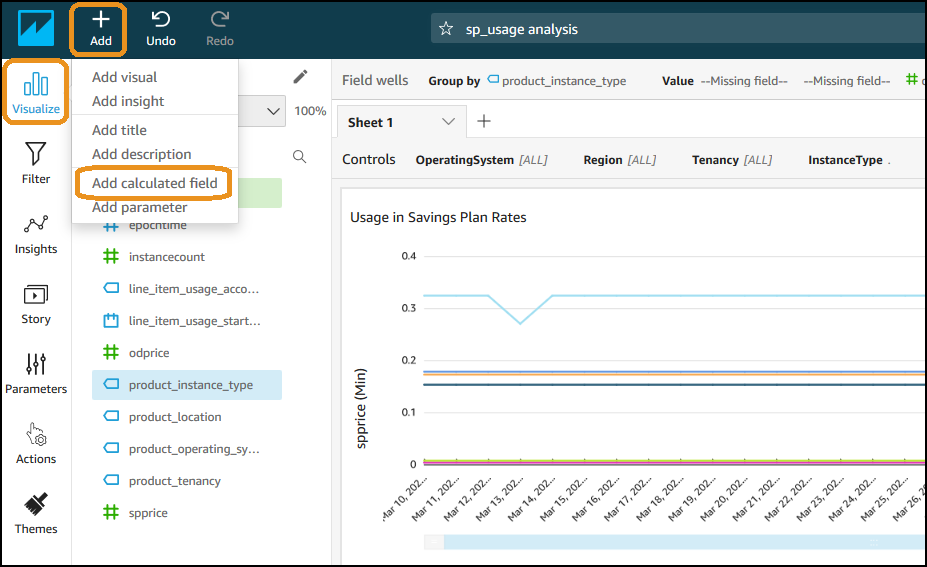 Add
Undo
Redo
sp_usage analysis
Visualize
Filter
Insights
Story
Parameters
Actions
Themes
Add visual
Add insight
Add title
Add description
Add calculated field
Add parameter
100%
epochtime
instancecount
line_item_usage_acco...
line_item_usage_start...
odprice
product_instance_type
product_location
product_operating_sy...
product_tenancy
spprice
Field wells Group by product_instance_type Value --Missing field-- --Missing field--
Sheet 1
Controls OperatingSystem [ALL] Region [ALL] Tenancy [ALL] InstanceType .
Usage in Savings Plan Rates
spprice (Min)
0.4
0.3
0.2
0.1
0
Mar 10, 202...
Mar 11, 202...
Mar 12, 202...
Mar 13, 202...
Mar 14, 202...
Mar 15, 202...
Mar 16, 202...
Mar 17, 202...
Mar 18, 202...
Mar 19, 202...
Mar 20, 202...
Mar 21, 202...
Mar 22, 202...
Mar 23, 202...
Mar 24, 202...
Mar 25, 202...
Mar 26, 202...